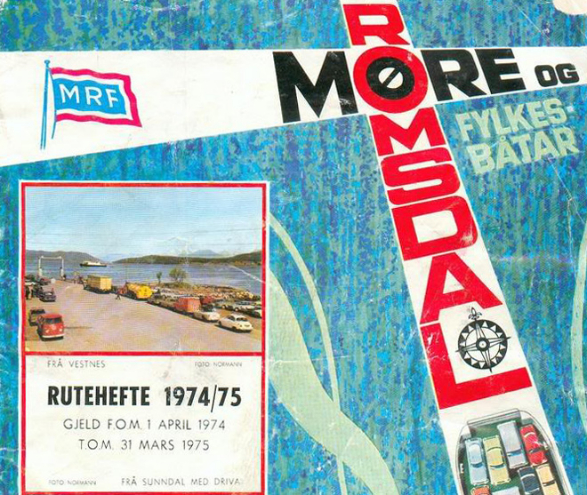 MRF
MØRE OG
ROMSDAL
FYLKES-
BÅTAR
FRÅ VESTNES
FOTO: NORMANN
RUTEHEFTE 1974/75
GJELD F.O.M. 1 APRIL 1974
T.O.M. 31 MARS 1975
FOTO: NORMANN
FRÅ SUNNDAL MED DRIVA: